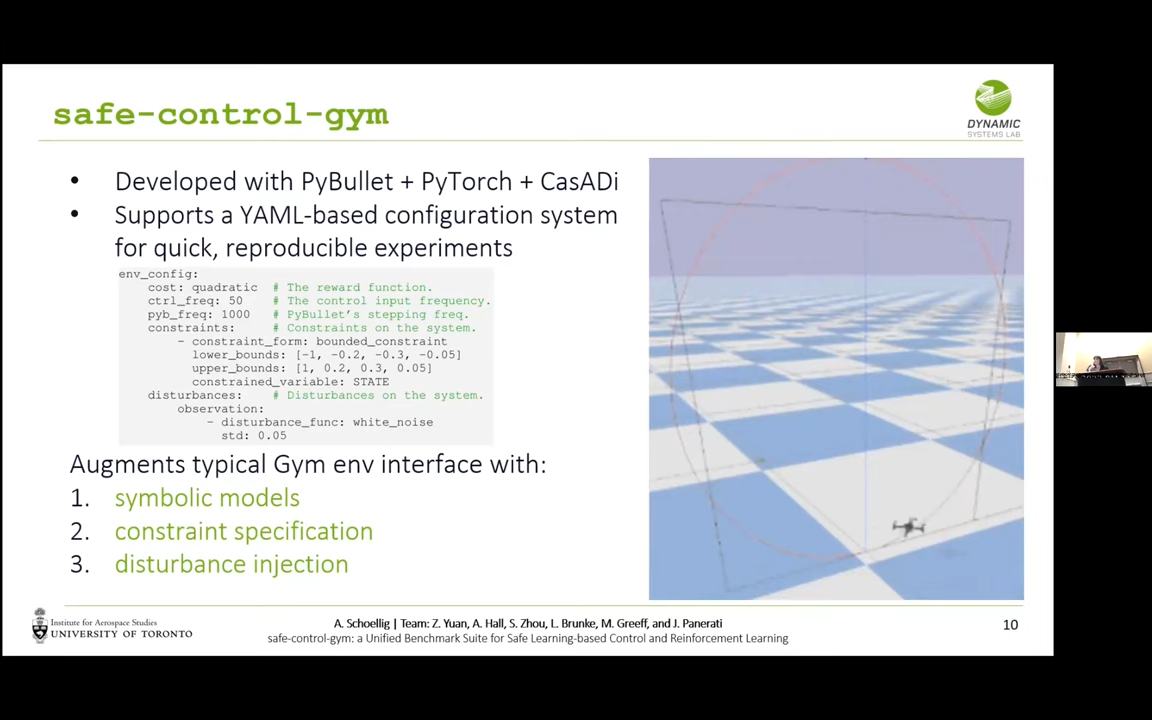 safe-control-gym
DYNAMIC
SYSTEMS LAB
• Developed with PyBullet + PyTorch + CasADi
• Supports a YAML-based configuration system
for quick, reproducible experiments
env_config:
cost: quadratic # The reward function.
ctrl_freq: 50 # The control input frequency.
pyb_freq: 1000 # PyBullet's stepping freq.
constraints: # Constraints on the system.
- constraint_form: bounded_constraint
lower_bounds: [-1, -0.2, -0.3, -0.05]
upper_bounds: [1, 0.2, 0.3, 0.05]
constrained_variable: STATE
disturbances: # Disturbances on the system.
observation:
- disturbance_func: white_noise
std: 0.05
Augments typical Gym env interface with:
1. symbolic models
2. constraint specification
3. disturbance injection
Institute for Aerospace Studies
UNIVERSITY OF TORONTO
A. Schoellig | Team: Z. Yuan, A. Hall, S. Zhou, L. Brunke, M. Greeff, and J. Panerati
safe-control-gym: a Unified Benchmark Suite for Safe Learning-based Control and Reinforcement Learning
10